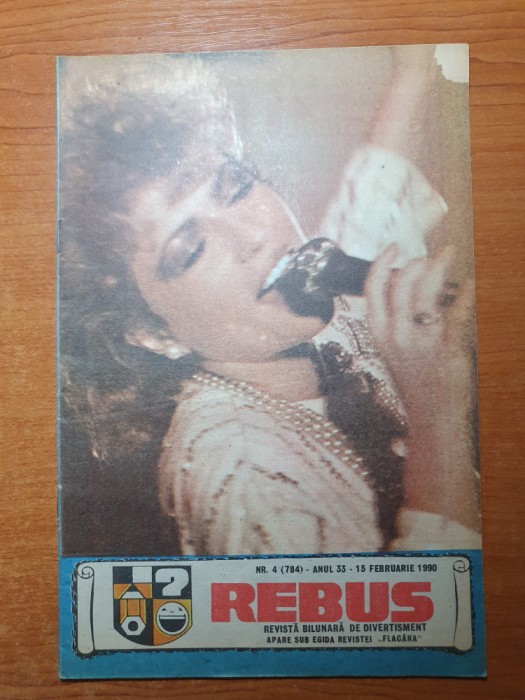 NR. 4 (784) - ANUL 33 - 15 FEBRUARIE 1990
! ?
REBUS
REVISTĂ BILUNARĂ DE DIVERTISMENT
APARE SUB EGIDA REVISTEI „FLACĂRA"